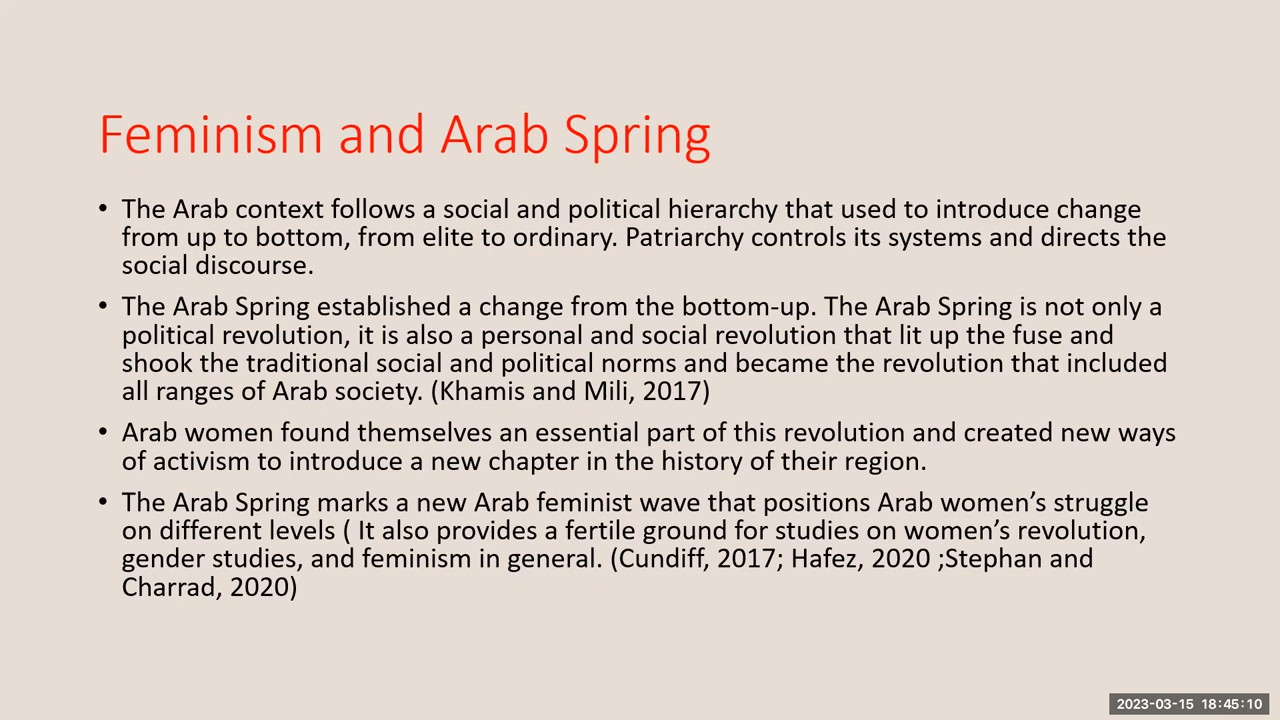 Feminism and Arab Spring
• The Arab context follows a social and political hierarchy that used to introduce change
from up to bottom, from elite to ordinary. Patriarchy controls its systems and directs the
social discourse.
• The Arab Spring established a change from the bottom-up. The Arab Spring is not only a
political revolution, it is also a personal and social revolution that lit up the fuse and
shook the traditional social and political norms and became the revolution that included
all ranges of Arab society. (Khamis and Mili, 2017)
• Arab women found themselves an essential part of this revolution and created new ways
of activism to introduce a new chapter in the history of their region.
• The Arab Spring marks a new Arab feminist wave that positions Arab women’s struggle
on different levels ( It also provides a fertile ground for studies on women’s revolution,
gender studies, and feminism in general. (Cundiff, 2017; Hafez, 2020 ;Stephan and
Charrad, 2020)
2023-03-15 18:45:10